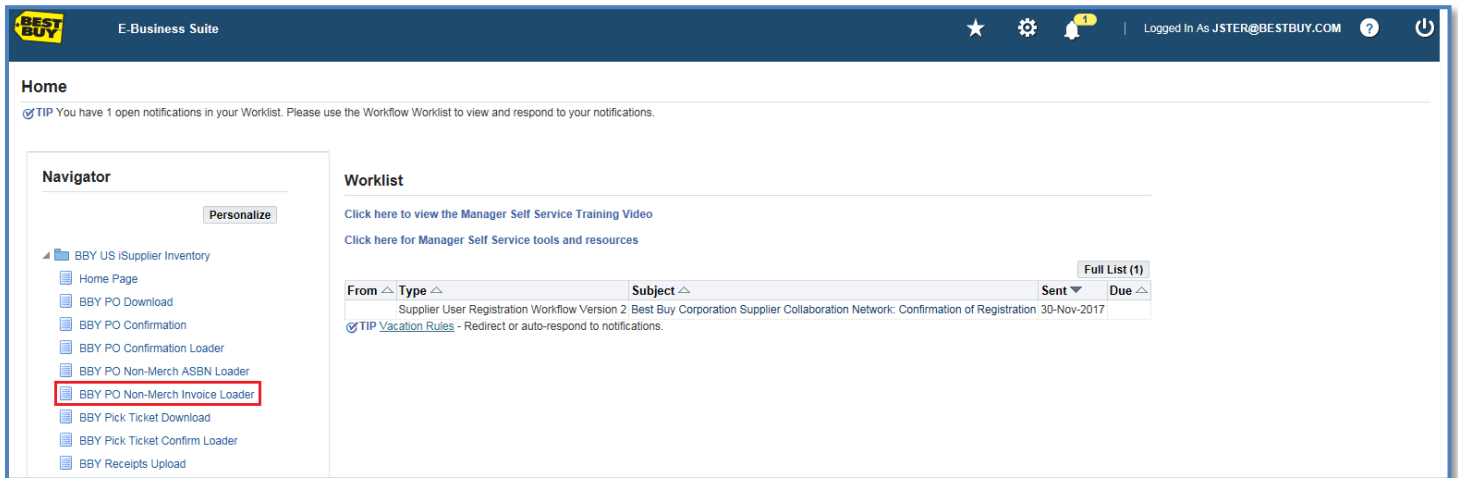 BEST
BUY
E-Business Suite
1
Logged In As JSTER@BESTBUY.COM
?
Home
TIP You have 1 open notifications in your Worklist. Please use the Workflow Worklist to view and respond to your notifications.
Navigator
Personalize
BBY US iSupplier Inventory
Home Page
BBY PO Download
BBY PO Confirmation
BBY PO Confirmation Loader
BBY PO Non-Merch ASBN Loader
BBY PO Non-Merch Invoice Loader
BBY Pick Ticket Download
BBY Pick Ticket Confirm Loader
BBY Receipts Upload
Worklist
Click here to view the Manager Self Service Training Video
Click here for Manager Self Service tools and resources
Full List (1)
From Type Subject Sent Due
Supplier User Registration Workflow Version 2 Best Buy Corporation Supplier Collaboration Network: Confirmation of Registration 30-Nov-2017
TIP Vacation Rules - Redirect or auto-respond to notifications.